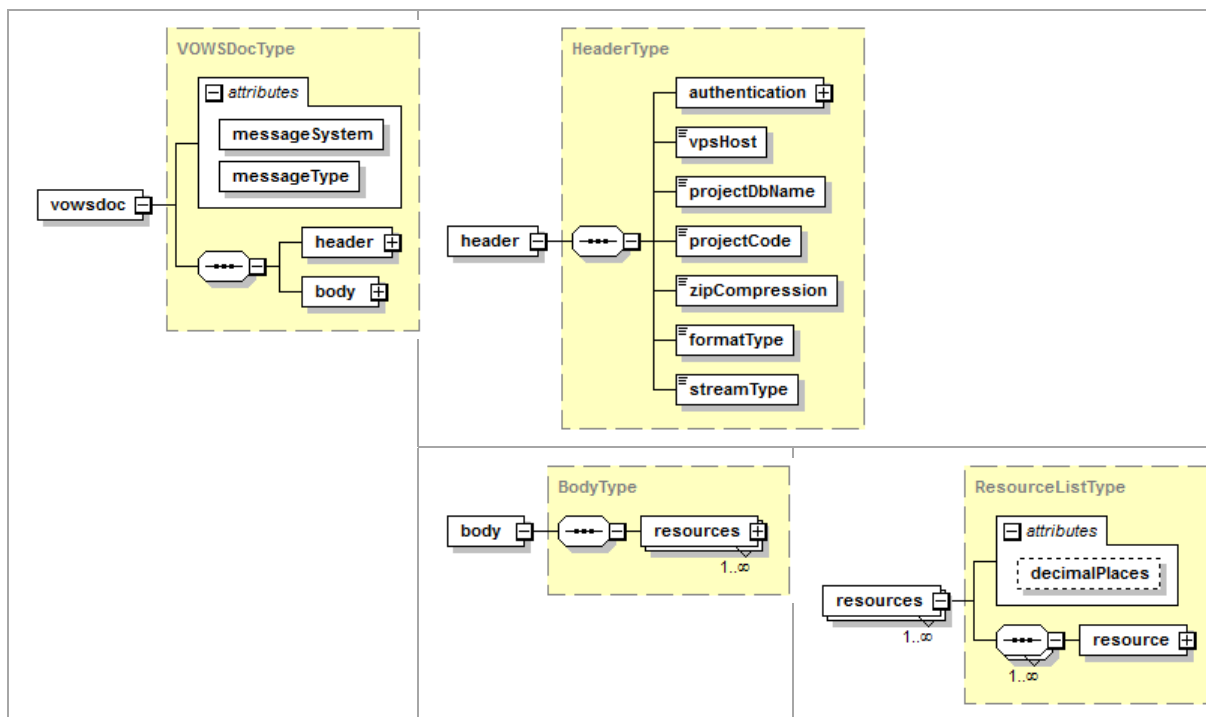 VOWSDocType
attributes
messageSystem
messageType
vowsdoc
header
body
HeaderType
authentication
vpsHost
projectDbName
projectCode
header
zipCompression
formatType
streamType
BodyType
body
resources
1..∞
ResourceListType
attributes
decimalPlaces
resources
1..∞
resource
1..∞